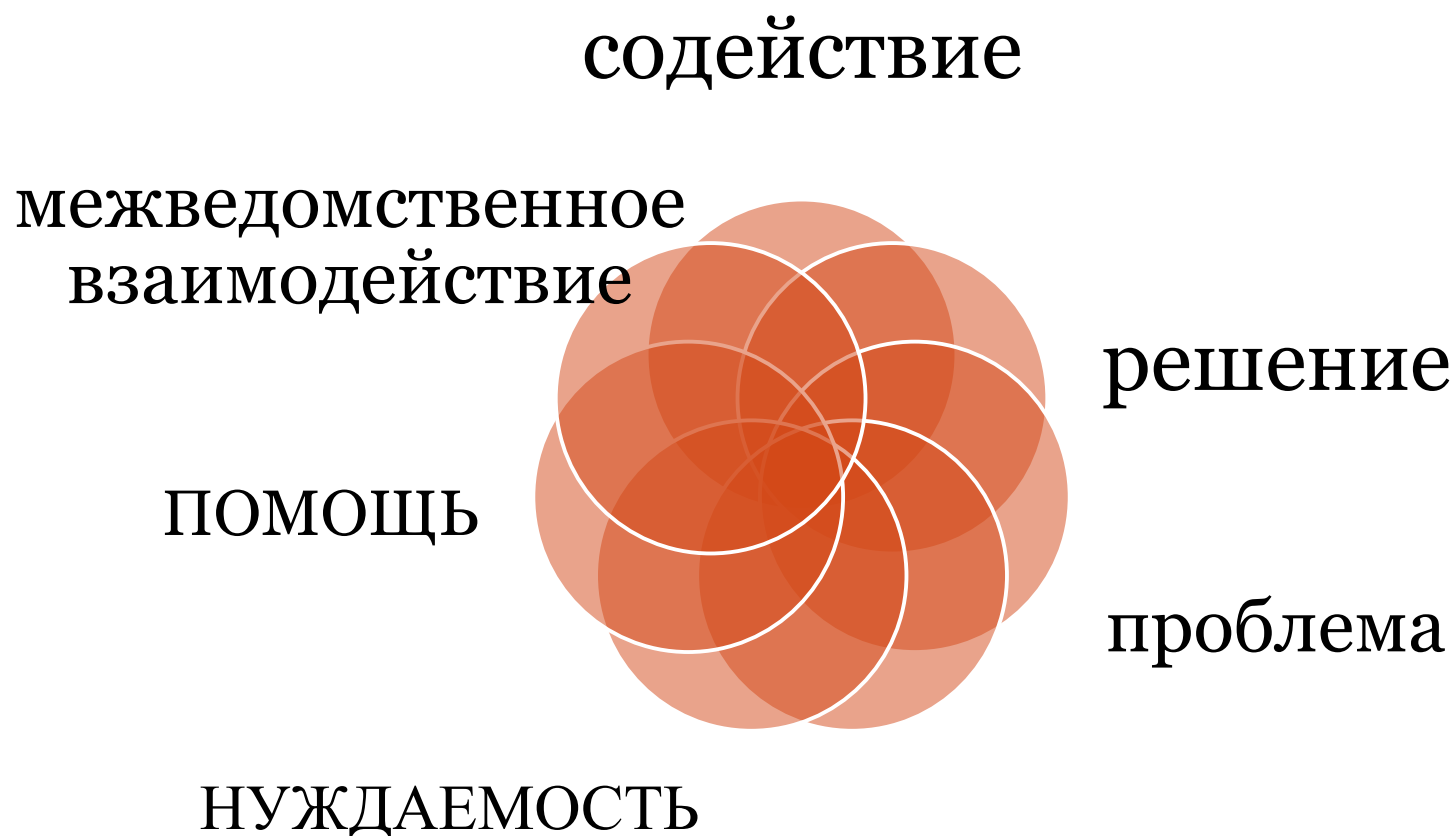 содействие
межведомственное
взаимодействие
решение
ПОМОЩЬ
проблема
НУЖДАЕМОСТЬ